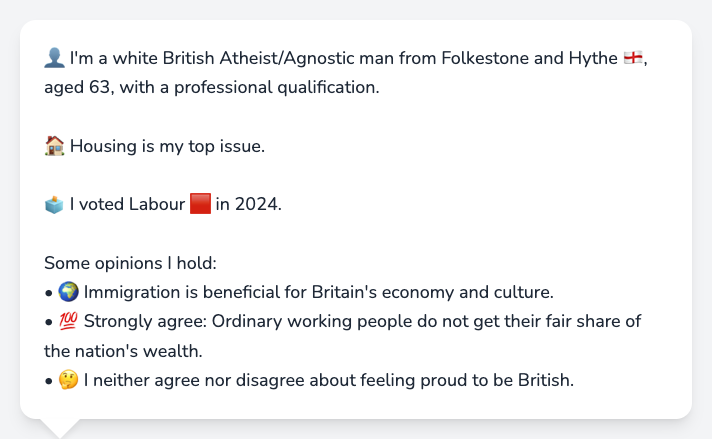 👤 I'm a white British Atheist/Agnostic man from Folkestone and Hythe 🏴󠁧󠁢󠁥󠁮󠁧󠁿,
aged 63, with a professional qualification.
🏠 Housing is my top issue.
🗳️ I voted Labour 🟥 in 2024.
Some opinions I hold:
• 🌍 Immigration is beneficial for Britain's economy and culture.
• 💯 Strongly agree: Ordinary working people do not get their fair share of
the nation's wealth.
• 🤔 I neither agree nor disagree about feeling proud to be British.